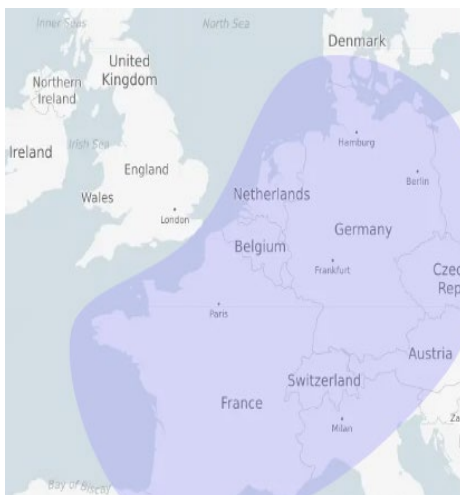 Inner Seas
North Sea
Denmark
United
Kingdom
Northern
Ireland
Hamburg
Irish Sea
Ireland
England
Berlin
Wales
Netherlands
London
Germany
Belgium
Frankfurt
Czec
Rep
Paris
Austria
Switzerland
France
Milan
Za
Bay of Biscay